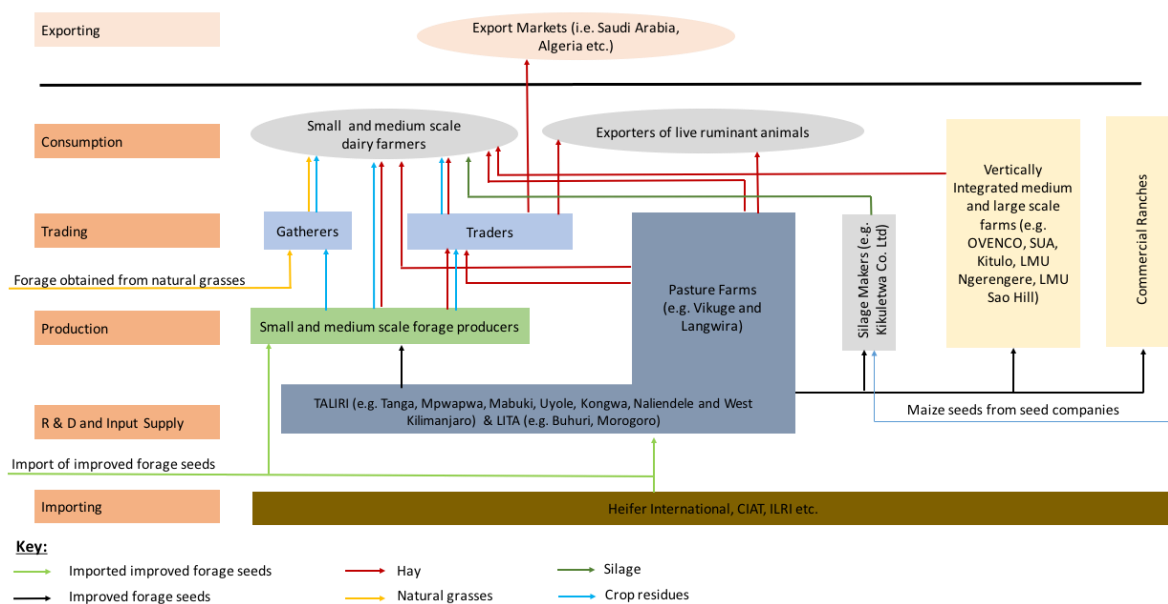 Exporting
Export Markets (i.e. Saudi Arabia,
Algeria etc.)
Consumption
Small and medium scale
dairy farmers
Exporters of live ruminant animals
Vertically
Integrated medium
and large scale
farms (e.g.
OVENCO, SUA,
Kitulo, LMU
Ngerengere, LMU
Sao Hill)
Commercial Ranches
Trading
Gatherers
Traders
Pasture Farms
(e.g. Vikuge and
Langwira)
Silage Makers (e.g.
Kikuletwa Co. Ltd)
Forage obtained from natural grasses
Production
Small and medium scale forage producers
R & D and Input Supply
TALIRI (e.g. Tanga, Mpwapwa, Mabuki, Uyole, Kongwa, Naliendele and West
Kilimanjaro) & LITA (e.g. Buhuri, Morogoro)
Maize seeds from seed companies
Import of improved forage seeds
Importing
Heifer International, CIAT, ILRI etc.
Key:
Imported improved forage seeds
Hay
Silage
Improved forage seeds
Natural grasses
Crop residues